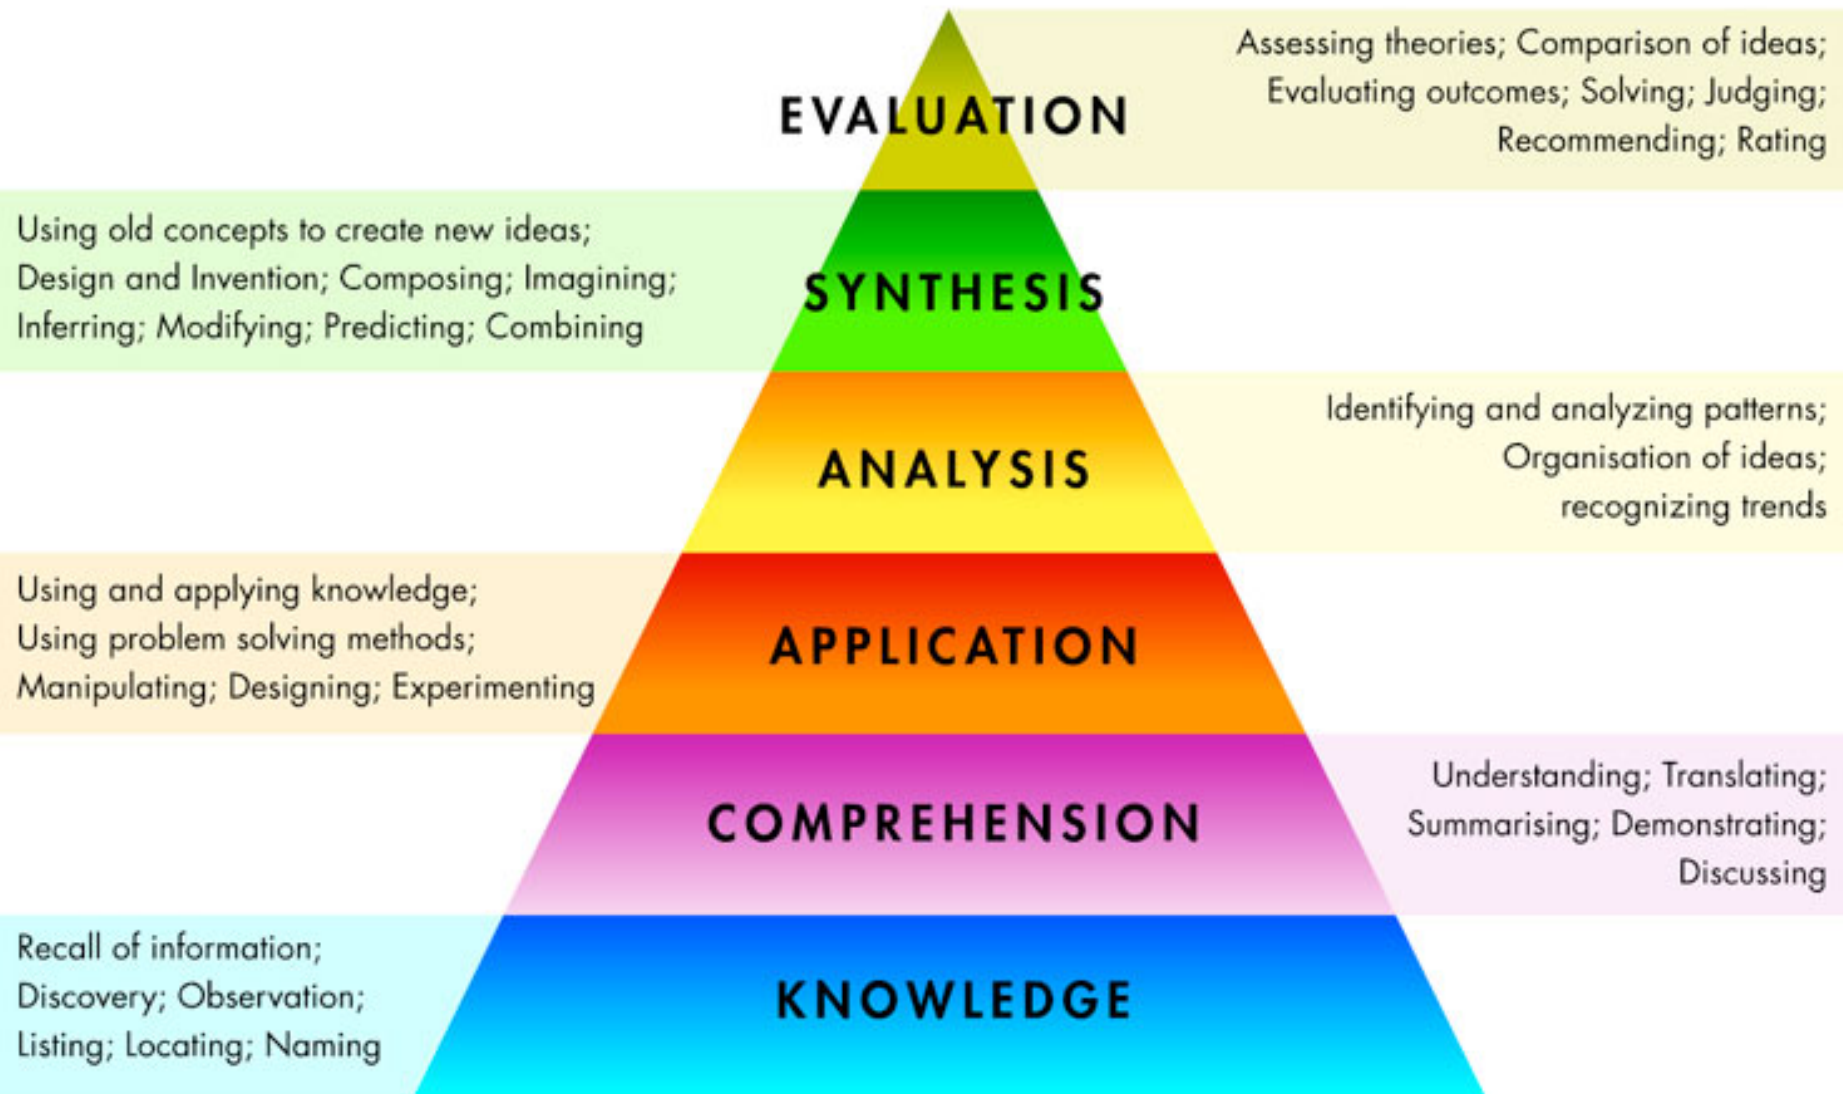 EVALUATION
Assessing theories; Comparison of ideas;
Evaluating outcomes; Solving; Judging;
Recommending; Rating
Using old concepts to create new ideas;
Design and Invention; Composing; Imagining;
Inferring; Modifying; Predicting; Combining
SYNTHESIS
ANALYSIS
Identifying and analyzing patterns;
Organisation of ideas;
recognizing trends
Using and applying knowledge;
Using problem solving methods;
Manipulating; Designing; Experimenting
APPLICATION
COMPREHENSION
Understanding; Translating;
Summarising; Demonstrating;
Discussing
Recall of information;
Discovery; Observation;
Listing; Locating; Naming
KNOWLEDGE